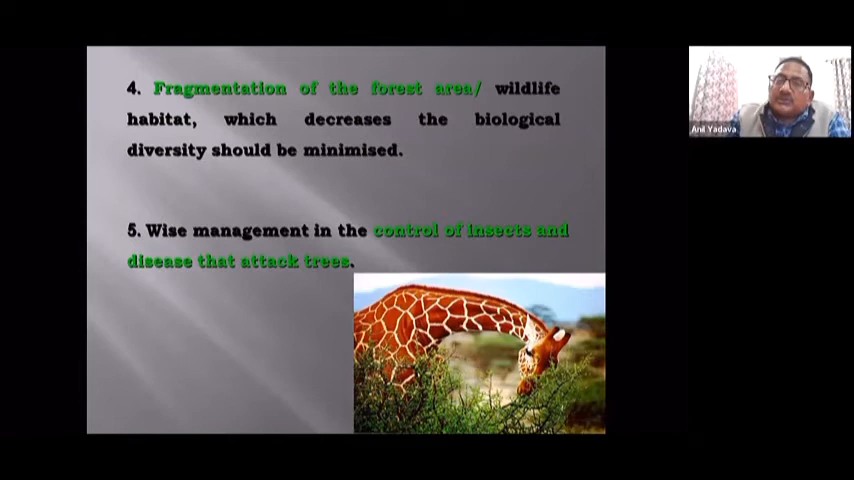 4. Fragmentation of the forest area/ wildlife
habitat, which decreases the biological
diversity should be minimised.
5. Wise management in the control of insects and
disease that attack trees.
Anil Yadava